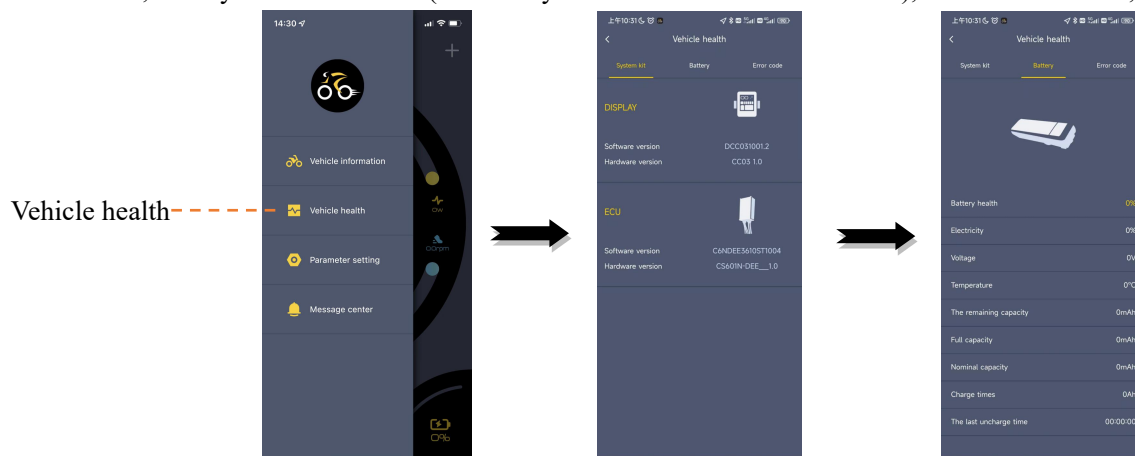 Vehicle health
14:30
Vehicle information
Vehicle health
Parameter setting
Message center
0W
00rpm
0%
上午10:31
Vehicle health
System kit Battery Error code
DISPLAY
Software version DCC031001.2
Hardware version CC03 1.0
ECU
Software version C6NDEE3610ST1004
Hardware version CS601N-DEE__1.0
上午10:31
Vehicle health
System kit Battery Error code
Battery health 0%
Electricity 0%
Voltage 0V
Temperature 0°C
The remaining capacity 0mAh
Full capacity 0mAh
Nominal capacity 0mAh
Charge times 0Ah
The last uncharge time 00:00:00